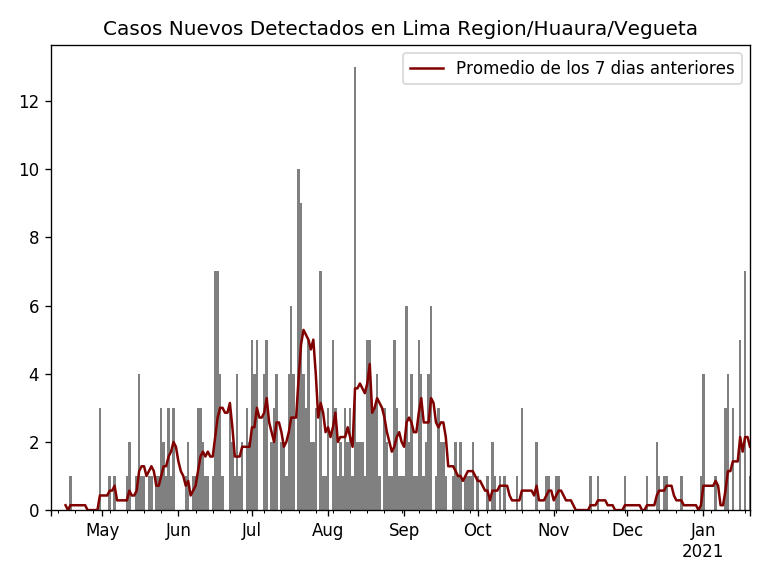 Casos Nuevos Detectados en Lima Region/Huaura/Vegueta
Promedio de los 7 dias anteriores
12
10
8
6
4
2
0
May Jun Jul Aug Sep Oct Nov Dec Jan
2021